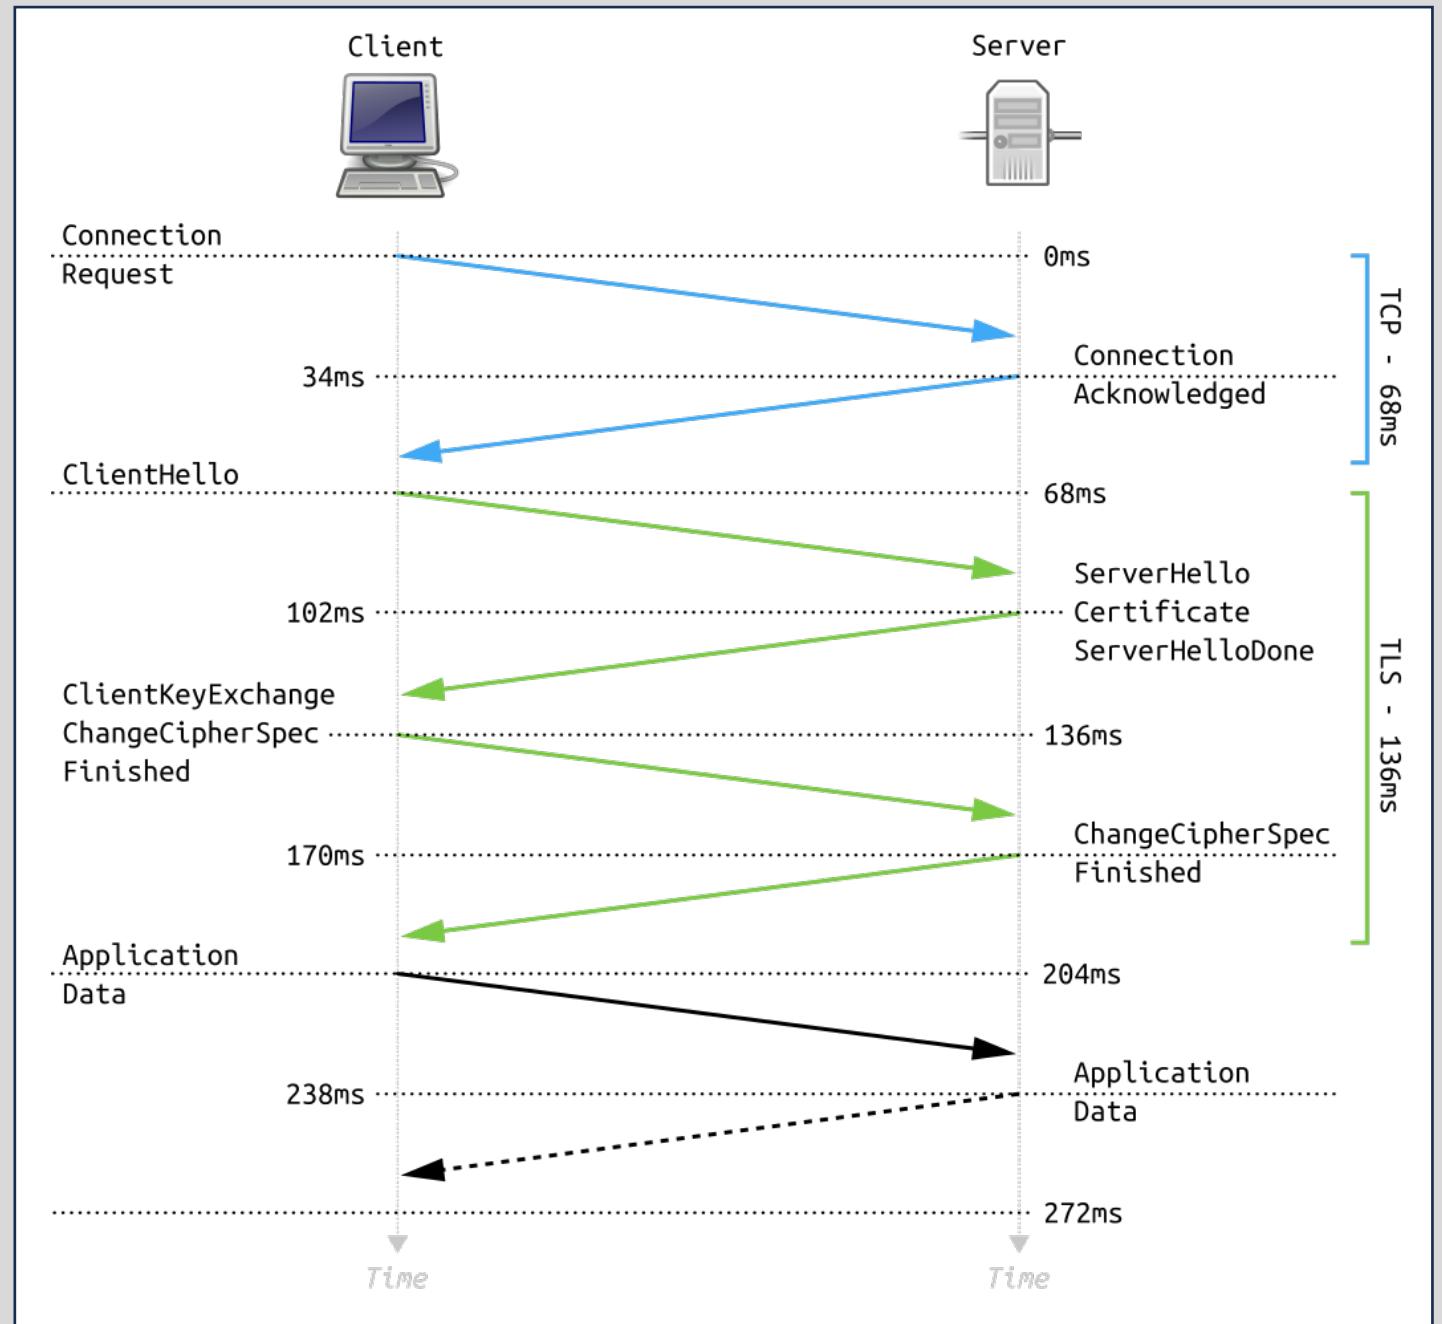 Client
Server
Connection
Request
0ms
Connection
Acknowledged
34ms
TCP - 68ms
ClientHello
68ms
ServerHello
Certificate
ServerHelloDone
102ms
ClientKeyExchange
ChangeCipherSpec
Finished
136ms
TLS - 136ms
ChangeCipherSpec
Finished
170ms
Application
Data
204ms
Application
Data
238ms
272ms
Time
Time